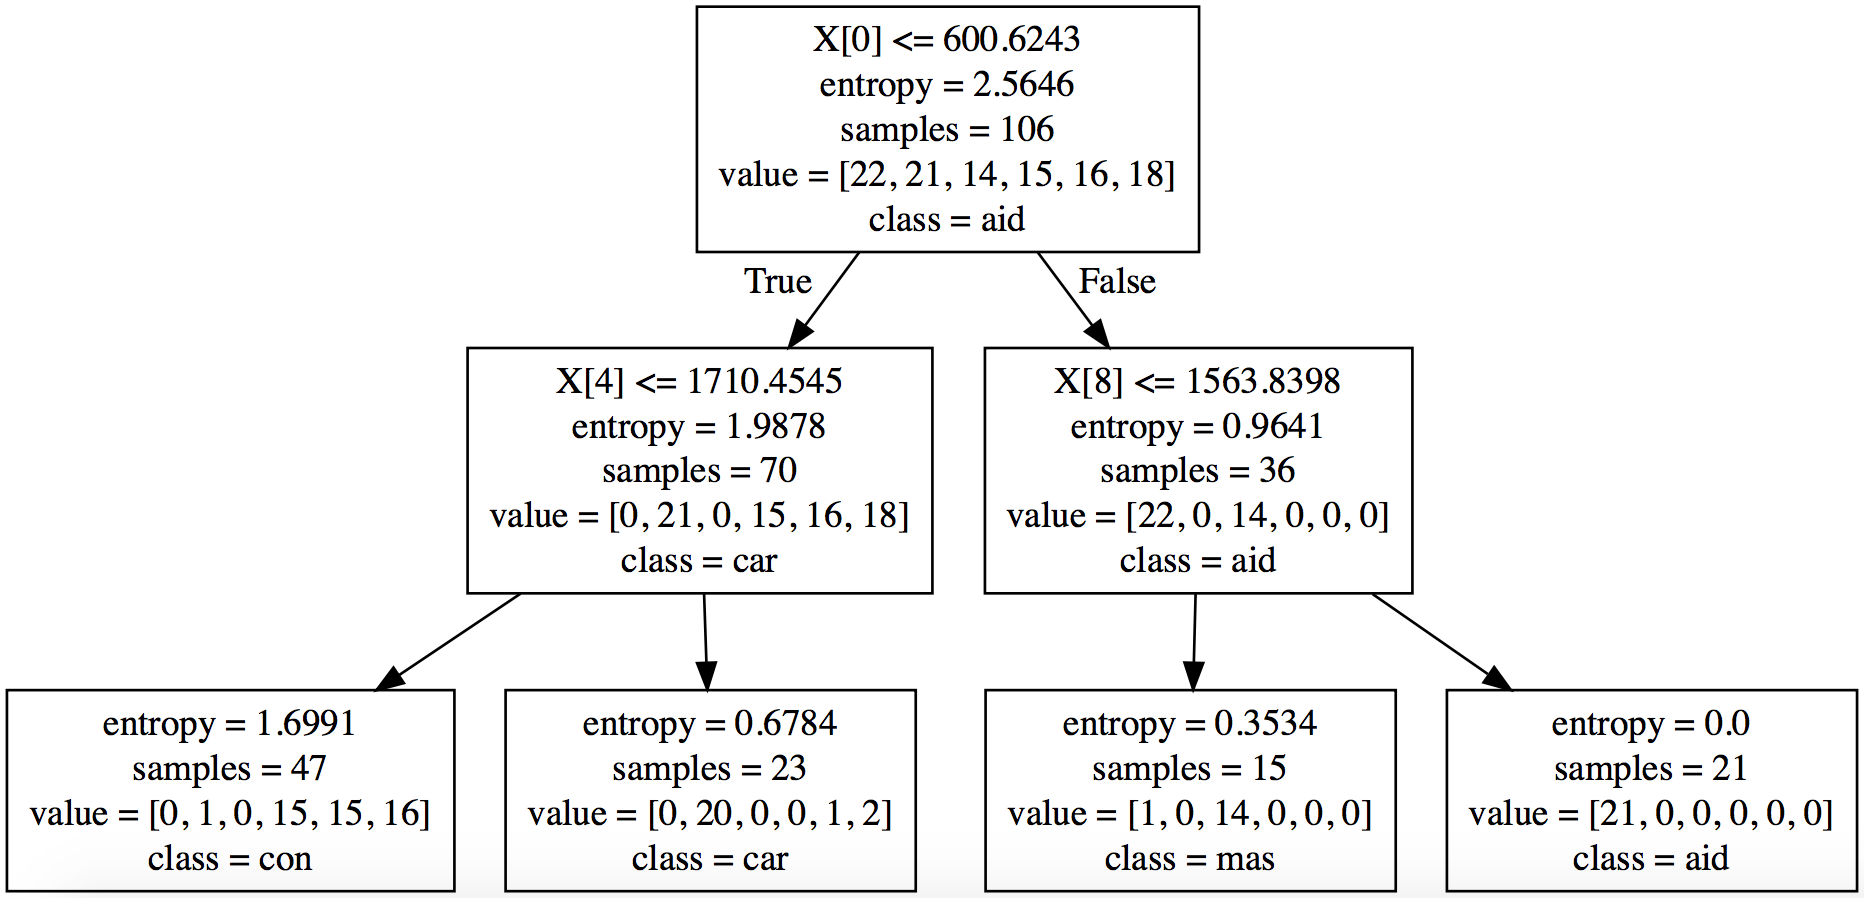 X[0] <= 600.6243
entropy = 2.5646
samples = 106
value = [22, 21, 14, 15, 16, 18]
class = aid
True
False
X[4] <= 1710.4545
entropy = 1.9878
samples = 70
value = [0, 21, 0, 15, 16, 18]
class = car
X[8] <= 1563.8398
entropy = 0.9641
samples = 36
value = [22, 0, 14, 0, 0, 0]
class = aid
entropy = 1.6991
samples = 47
value = [0, 1, 0, 15, 15, 16]
class = con
entropy = 0.6784
samples = 23
value = [0, 20, 0, 0, 1, 2]
class = car
entropy = 0.3534
samples = 15
value = [1, 0, 14, 0, 0, 0]
class = mas
entropy = 0.0
samples = 21
value = [21, 0, 0, 0, 0, 0]
class = aid